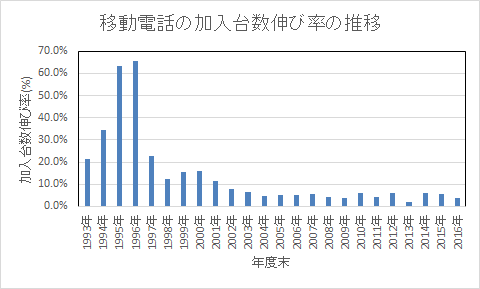 移動電話の加入台数伸び率の推移
加入台数伸び率(%)
70.0%
60.0%
50.0%
40.0%
30.0%
20.0%
10.0%
0.0%
1993年
1994年
1995年
1996年
1997年
1998年
1999年
2000年
2001年
2002年
2003年
2004年
2005年
2006年
2007年
2008年
2009年
2010年
2011年
2012年
2013年
2014年
2015年
2016年
年度末